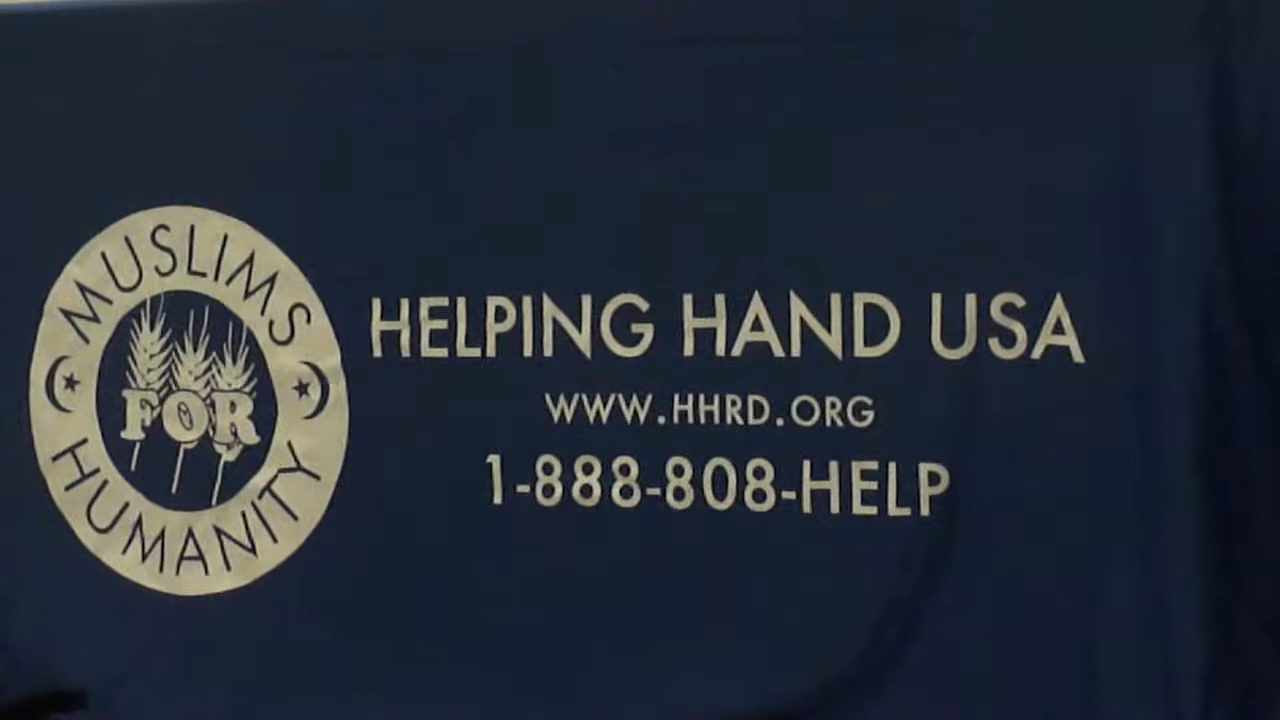 MUSLIMS
FOR
HUMANITY
HELPING HAND USA
WWW.HHRD.ORG
1-888-808-HELP